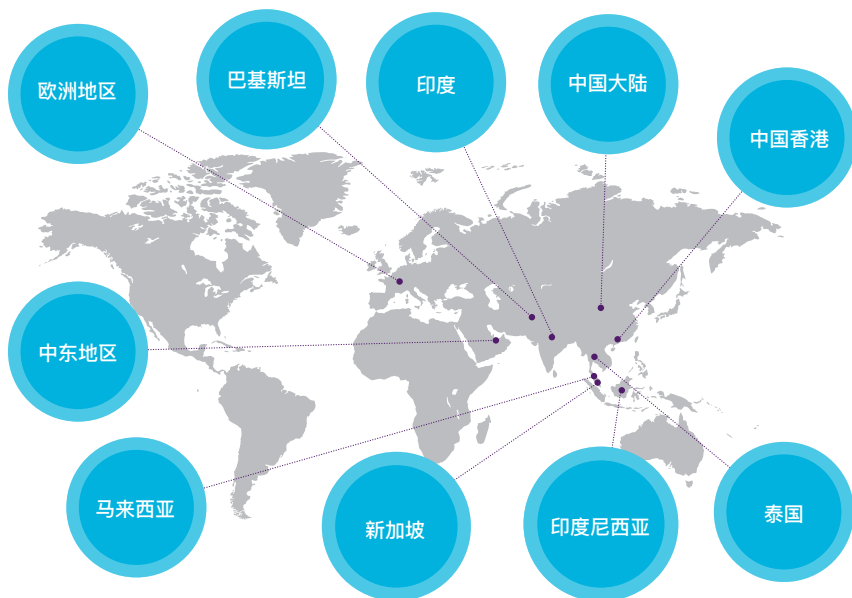 欧洲地区
巴基斯坦
印度
中国大陆
中国香港
中东地区
马来西亚
新加坡
印度尼西亚
泰国